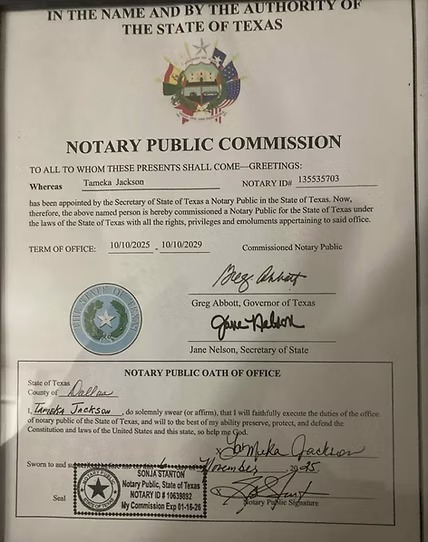 IN THE NAME AND BY THE AUTHORITY OF
THE STATE OF TEXAS
NOTARY PUBLIC COMMISSION
TO ALL TO WHOM THESE PRESENTS SHALL COME—GREETINGS:
Whereas Tameka Jackson NOTARY ID# 135535703
has been appointed by the Secretary of State of Texas a Notary Public in the State of Texas. Now,
therefore, the above named person is hereby commissioned a Notary Public for the State of Texas under
the laws of the State of Texas with all the rights, privileges and emoluments appertaining to said office.
TERM OF OFFICE: 10/10/2025 - 10/10/2029 Commissioned Notary Public
Greg Abbott
Greg Abbott, Governor of Texas
THE STATE OF TEXAS
Jane Nelson
Jane Nelson, Secretary of State
NOTARY PUBLIC OATH OF OFFICE
State of Texas
County of Dallas
I, TAMEKA JACKSON, do solemnly swear (or affirm), that I will faithfully execute the duties of the office
of notary public of the State of Texas, and will to the best of my ability preserve, protect, and defend the
Constitution and laws of the United States and this state, so help me God.
x Tameka Jackson
Sworn to and November, 2025
Seal
SONJA STANTON
Notary Public, State of Texas
NOTARY ID # 10639892
My Commission Exp 01-16-26
Notary Public Signature